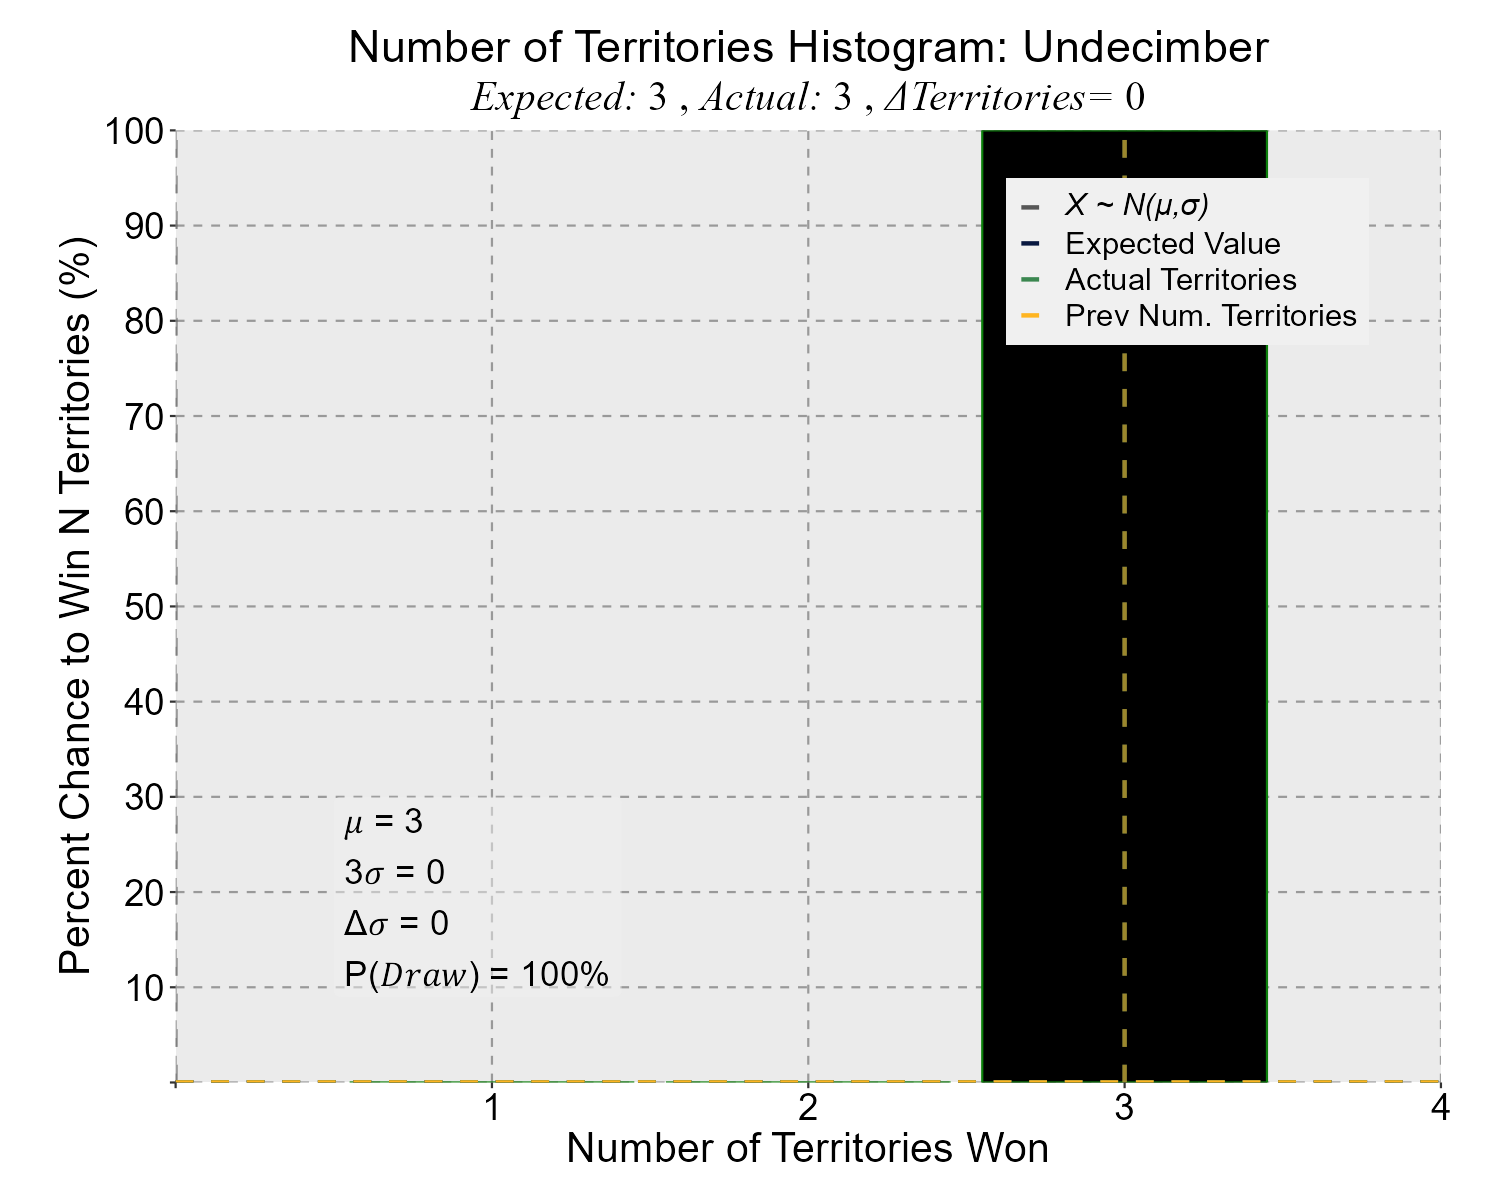 Number of Territories Histogram: Undecimber
Expected: 3 , Actual: 3 , ΔTerritories= 0
Percent Chance to Win N Territories (%)
100
90
80
70
60
50
40
30
20
10
X ~ N(μ,σ)
Expected Value
Actual Territories
Prev Num. Territories
μ = 3
3σ = 0
Δσ = 0
P(Draw) = 100%
1 2 3 4
Number of Territories Won